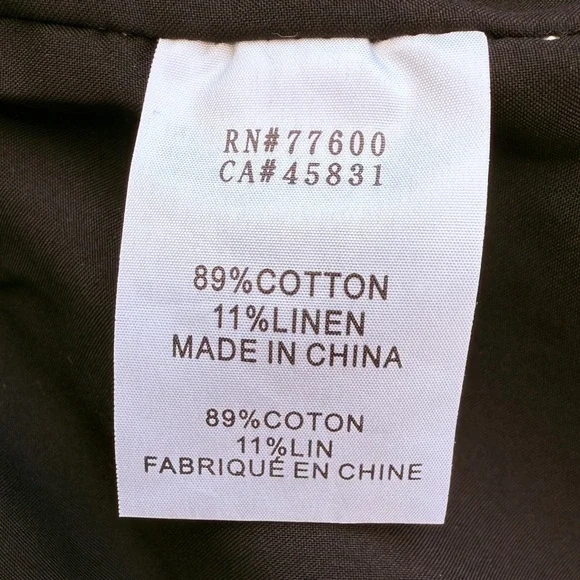 RN#77600
CA#45831
89%COTTON
11%LINEN
MADE IN CHINA
89%COTON
11%LIN
FABRIQUÉ EN CHINE